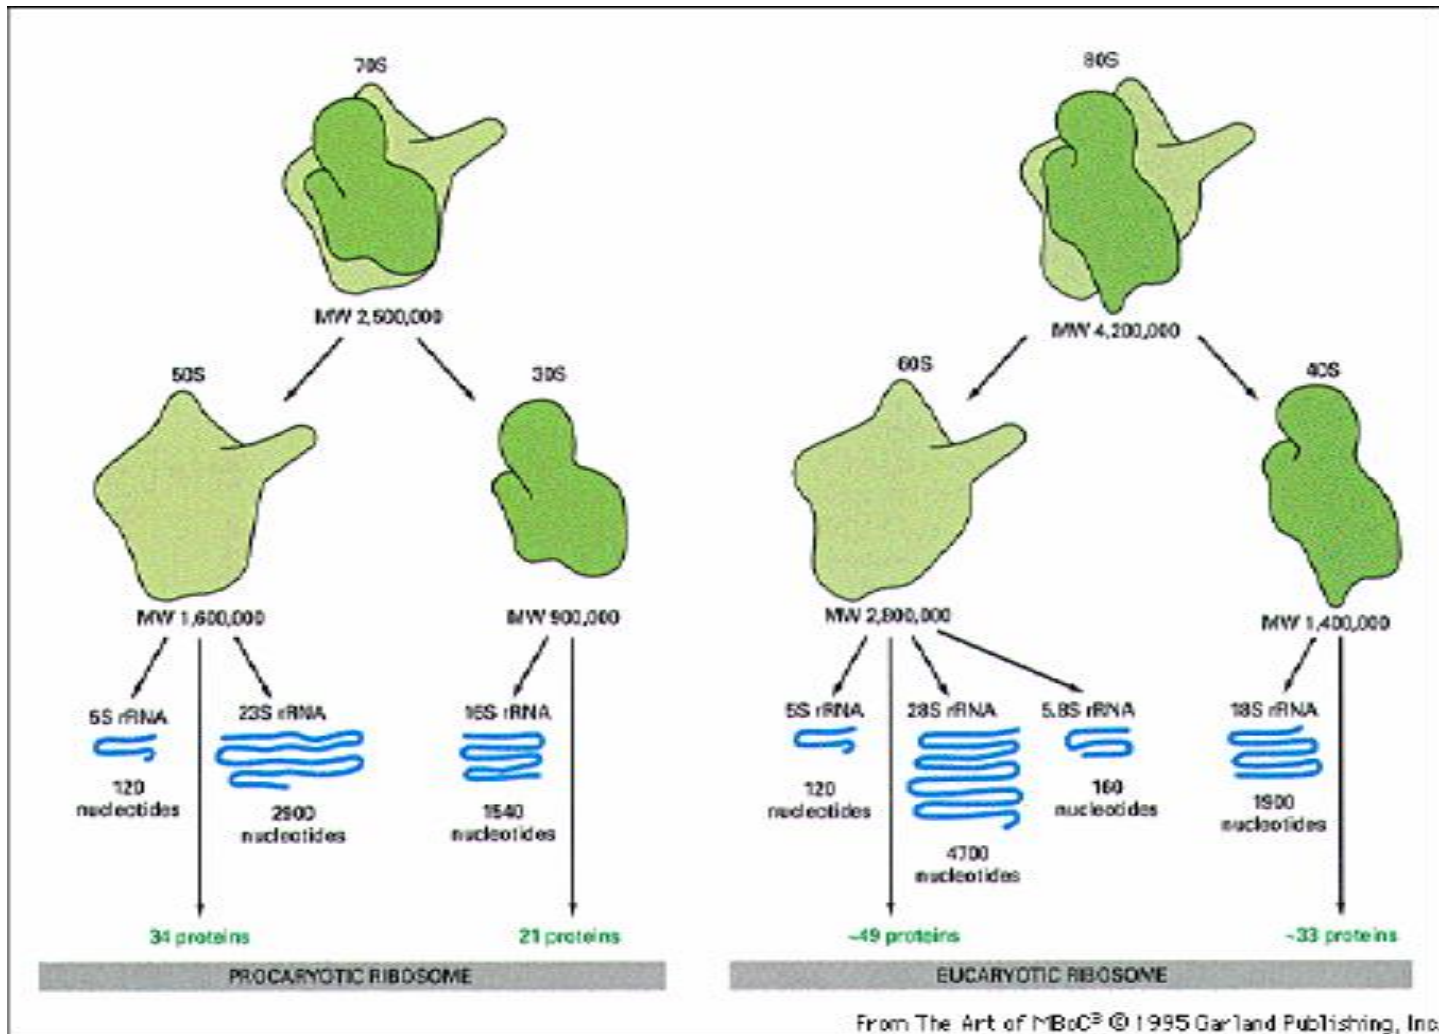 70S
MW 2,500,000
50S
30S
MW 1,600,000
MW 900,000
5S rRNA
23S rRNA
16S rRNA
120
nucleotides
2900
nucleotides
1540
nucleotides
34 proteins
21 proteins
PROCARYOTIC RIBOSOME
80S
MW 4,200,000
60S
40S
MW 2,800,000
MW 1,400,000
5S rRNA
28S rRNA
5.8S rRNA
18S rRNA
120
nucleotides
4700
nucleotides
160
nucleotides
1900
nucleotides
~49 proteins
~33 proteins
EUCARYOTIC RIBOSOME
From The Art of MBoC³ © 1995 Garland Publishing, Inc